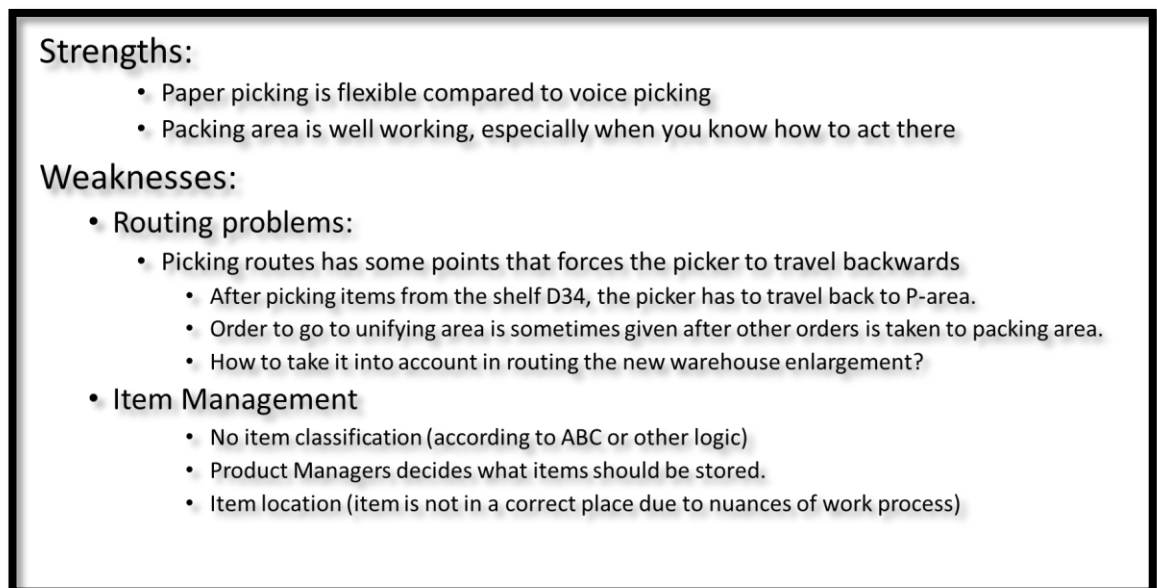 Strengths:
• Paper picking is flexible compared to voice picking
• Packing area is well working, especially when you know how to act there
Weaknesses:
• Routing problems:
• Picking routes has some points that forces the picker to travel backwards
• After picking items from the shelf D34, the picker has to travel back to P-area.
• Order to go to unifying area is sometimes given after other orders is taken to packing area.
• How to take it into account in routing the new warehouse enlargement?
• Item Management
• No item classification (according to ABC or other logic)
• Product Managers decides what items should be stored.
• Item location (item is not in a correct place due to nuances of work process)